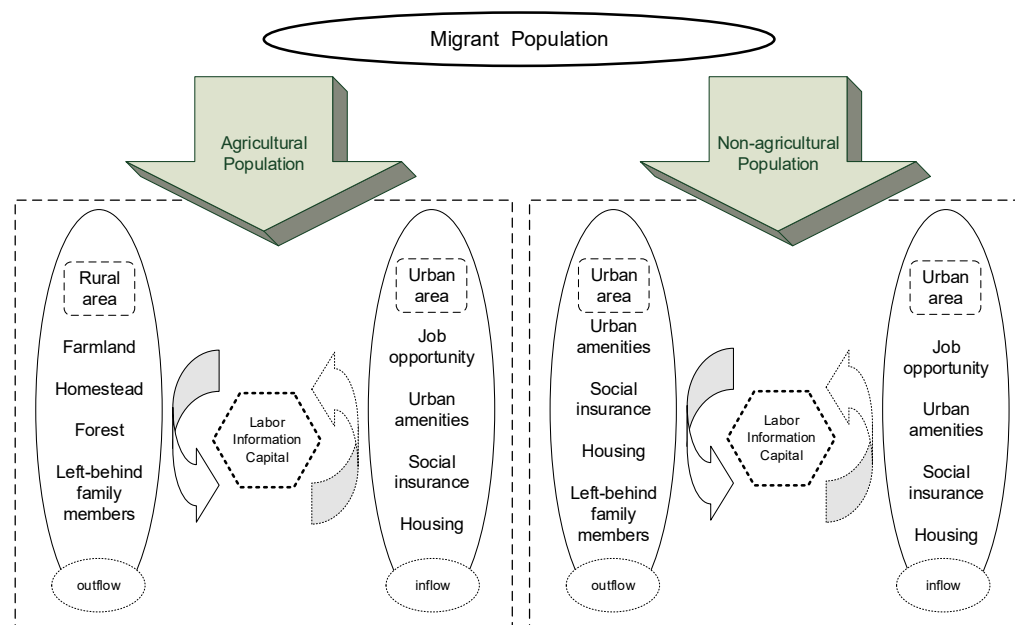 Migrant Population
Agricultural
Population
Non-agricultural
Population
Rural
area
Farmland
Homestead
Forest
Left-behind
family
members
outflow
Labor
Information
Capital
Urban
area
Job
opportunity
Urban
amenities
Social
insurance
Housing
inflow
Urban
area
Urban
amenities
Social
insurance
Housing
Left-behind
family
members
outflow
Labor
Information
Capital
Urban
area
Job
opportunity
Urban
amenities
Social
insurance
Housing
inflow